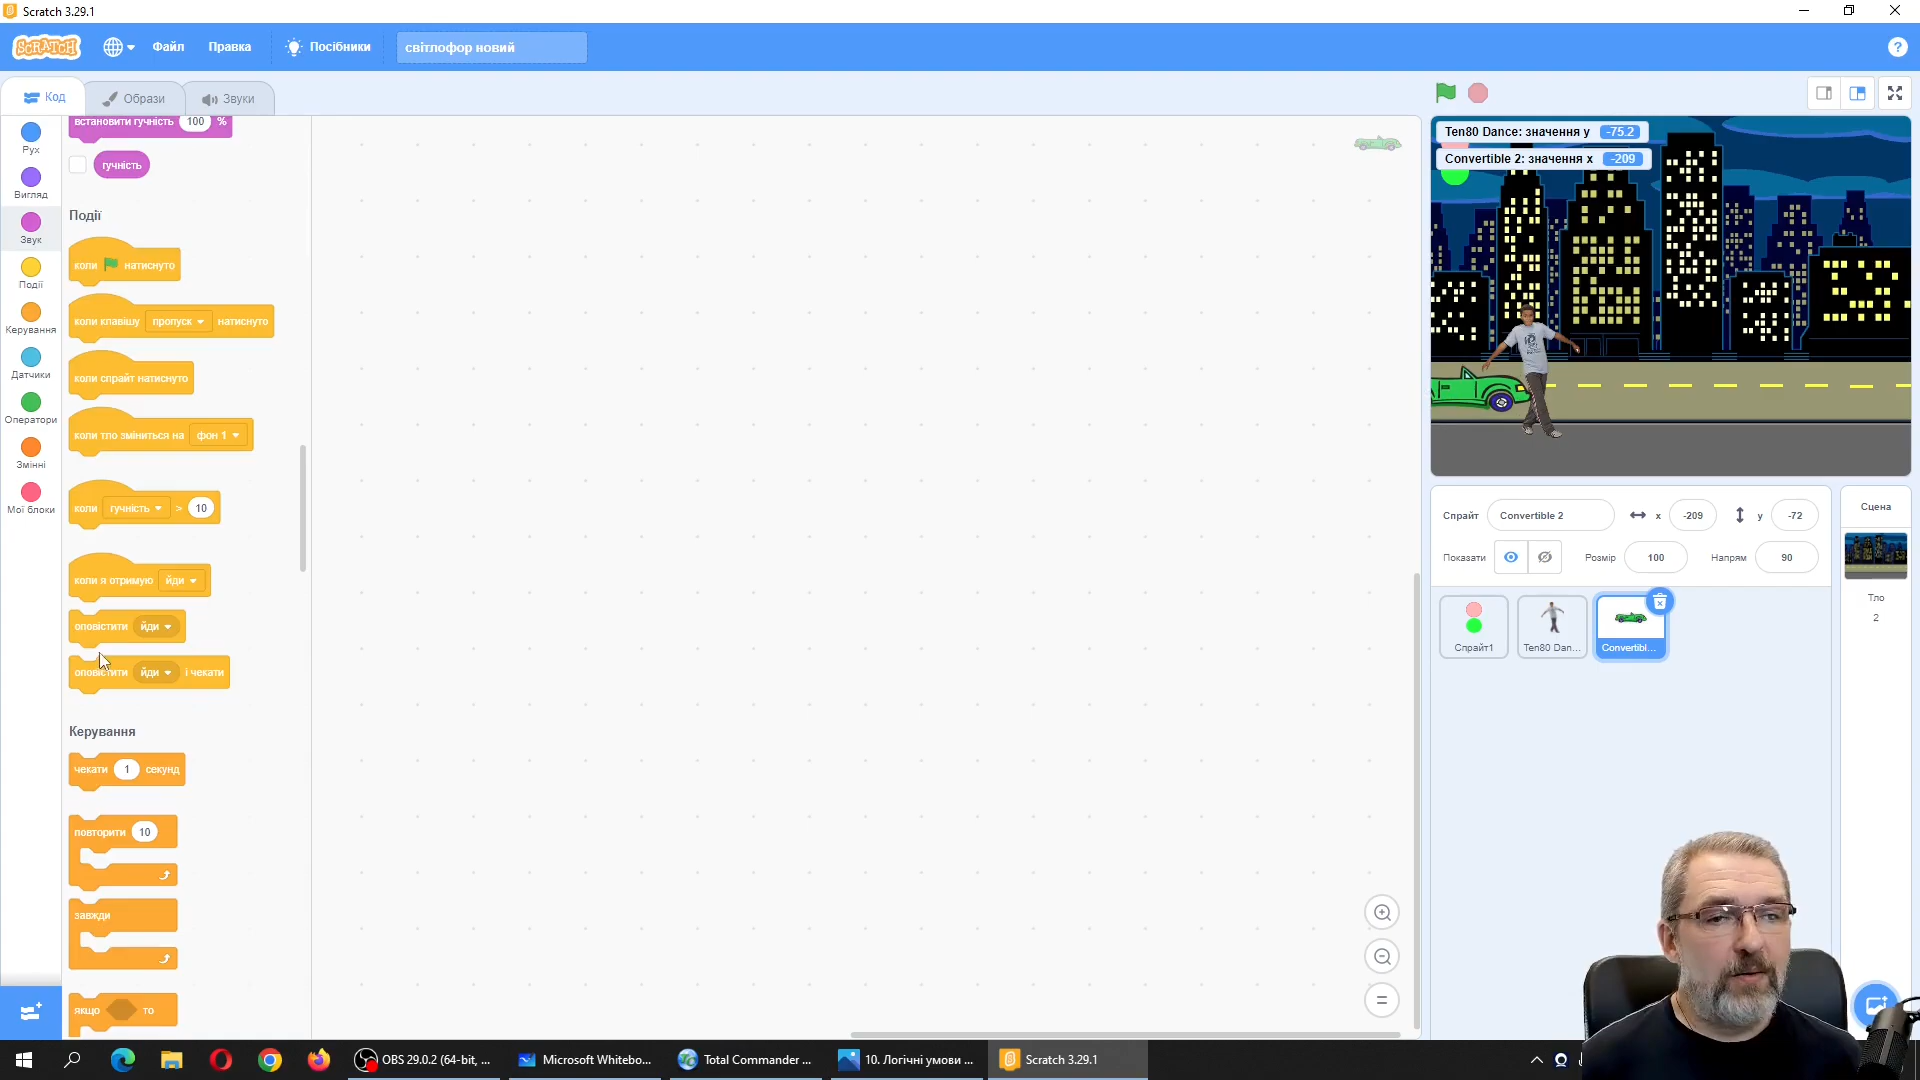 Scratch 3.29.1
SCRATCH
Файл
Правка
Посібники
світлофор новий
?
Код
Образи
Звуки
встановити гучність 100 %
гучність
Рух
Вигляд
Звук
Події
Керування
Датчики
Оператори
Змінні
Мої блоки
Події
коли натиснуто
коли клавішу пропуск натиснуто
коли спрайт натиснуто
коли тло зміниться на фон 1
коли гучність > 10
коли я отримую йди
оповістити йди
оповістити йди і чекати
Керування
чекати 1 секунд
повторити 10
завжди
якщо то
Ten80 Dance: значення y -75.2
Convertible 2: значення x -209
Спрайт Convertible 2 x -209 y -72
Показати Розмір 100 Напрям 90
Спрайт1
Ten80 Dan...
Convertibl...
Сцена
Тло
2
OBS 29.0.2 (64-bit, ...
Microsoft Whitebo...
Total Commander ...
10. Логічні умови ...
Scratch 3.29.1